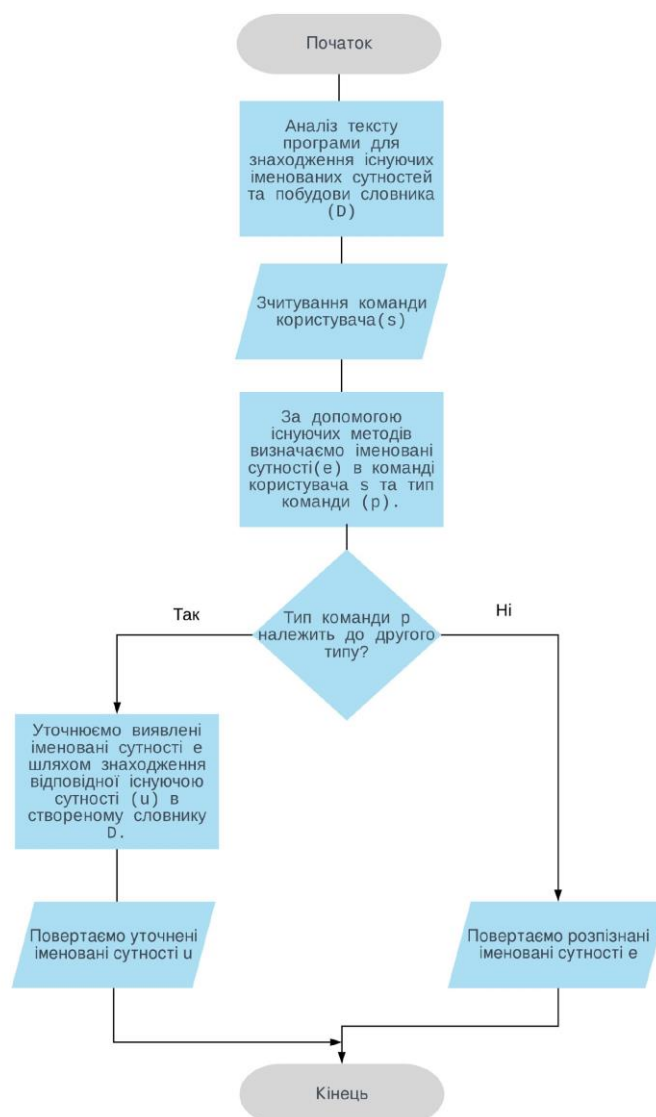 Початок
Аналіз тексту
програми для
знаходження існуючих
іменованих сутностей
та побудови словника
(D)
Зчитування команди
користувача(s)
За допомогою
існуючих методів
визначаємо іменовані
сутності(e) в команді
користувача s та тип
команди (p).
Тип команди p
належить до другого
типу?
Так
Ні
Уточнюємо виявлені
іменовані сутності e
шляхом знаходження
відповідної існуючою
сутності (u) в
створеному словнику
D.
Повертаємо уточнені
іменовані сутності u
Повертаємо розпізнані
іменовані сутності e
Кінець